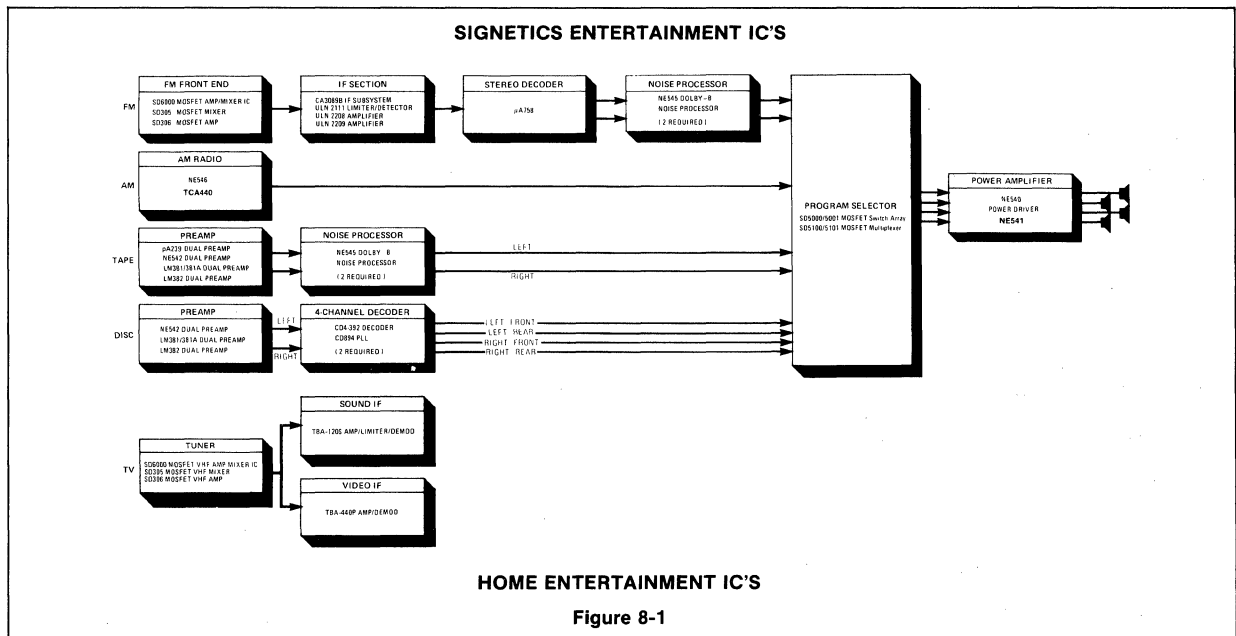 SIGNETICS ENTERTAINMENT IC'S
FM
FM FRONT END
SD6000 MOSFET AMP/MIXER IC
SD305 MOSFET MIXER
SD306 MOSFET AMP
IF SECTION
CA3089B IF SUBSYSTEM
ULN 2111 LIMITER/DETECTOR
ULN 2208 AMPLIFIER
ULN 2209 AMPLIFIER
STEREO DECODER
µA758
NOISE PROCESSOR
NE545 DOLBY-B
NOISE PROCESSOR
(2 REQUIRED)
AM
AM RADIO
NE546
TCA440
PROGRAM SELECTOR
SD5000/5001 MOSFET Switch Array
SD5100/5101 MOSFET Multiplexer
POWER AMPLIFIER
NE540
POWER DRIVER
NE541
TAPE
PREAMP
µA739 DUAL PREAMP
NE542 DUAL PREAMP
LM381/381A DUAL PREAMP
LM382 DUAL PREAMP
NOISE PROCESSOR
NE545 DOLBY B
NOISE PROCESSOR
(2 REQUIRED)
LEFT
RIGHT
DISC
PREAMP
NE542 DUAL PREAMP
LM381/381A DUAL PREAMP
LM382 DUAL PREAMP
LEFT
RIGHT
4-CHANNEL DECODER
CD4-392 DECODER
CD894 PLL
(2 REQUIRED)
LEFT FRONT
LEFT REAR
RIGHT FRONT
RIGHT REAR
TV
TUNER
SD6000 MOSFET VHF AMP MIXER IC
SD305 MOSFET VHF MIXER
SD306 MOSFET VHF AMP
SOUND IF
TBA-120S AMP/LIMITER/DEMOD
VIDEO IF
TBA-440P AMP/DEMOD
HOME ENTERTAINMENT IC'S
Figure 8-1